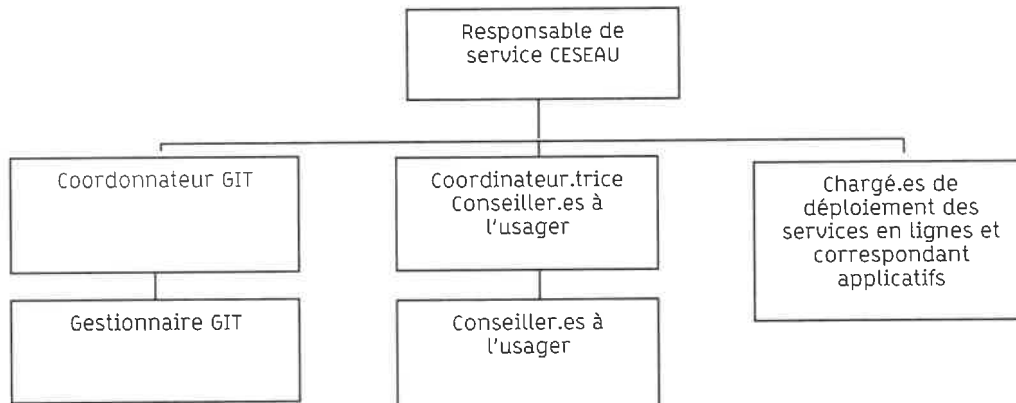 Responsable de
service CESEAU
Coordonnateur GIT
Coordinateur.trice
Conseiller.es à
l'usager
Chargé.es de
déploiement des
services en lignes et
correspondant
applicatifs
Gestionnaire GIT
Conseiller.es à
l'usager